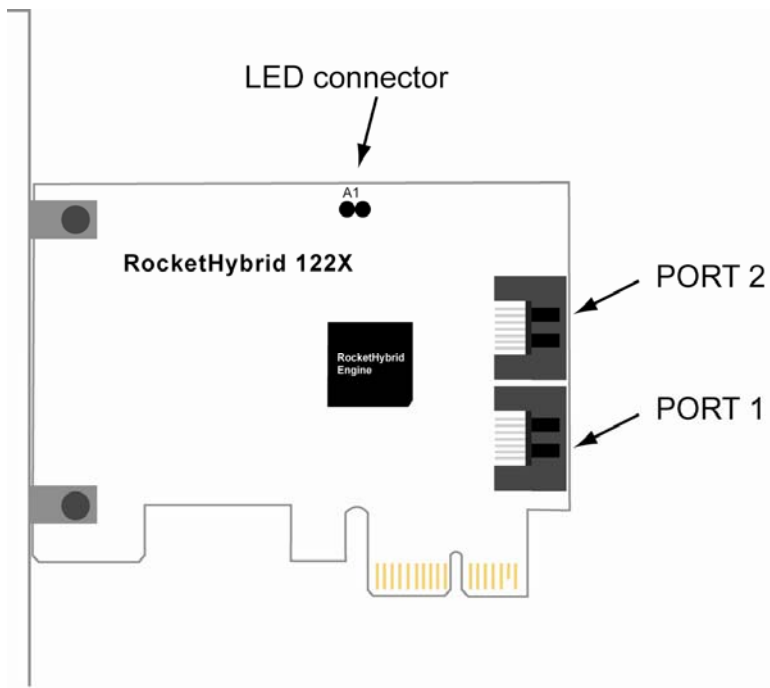 LED connector
A1
RocketHybrid 122X
PORT 2
RocketHybrid
Engine
PORT 1